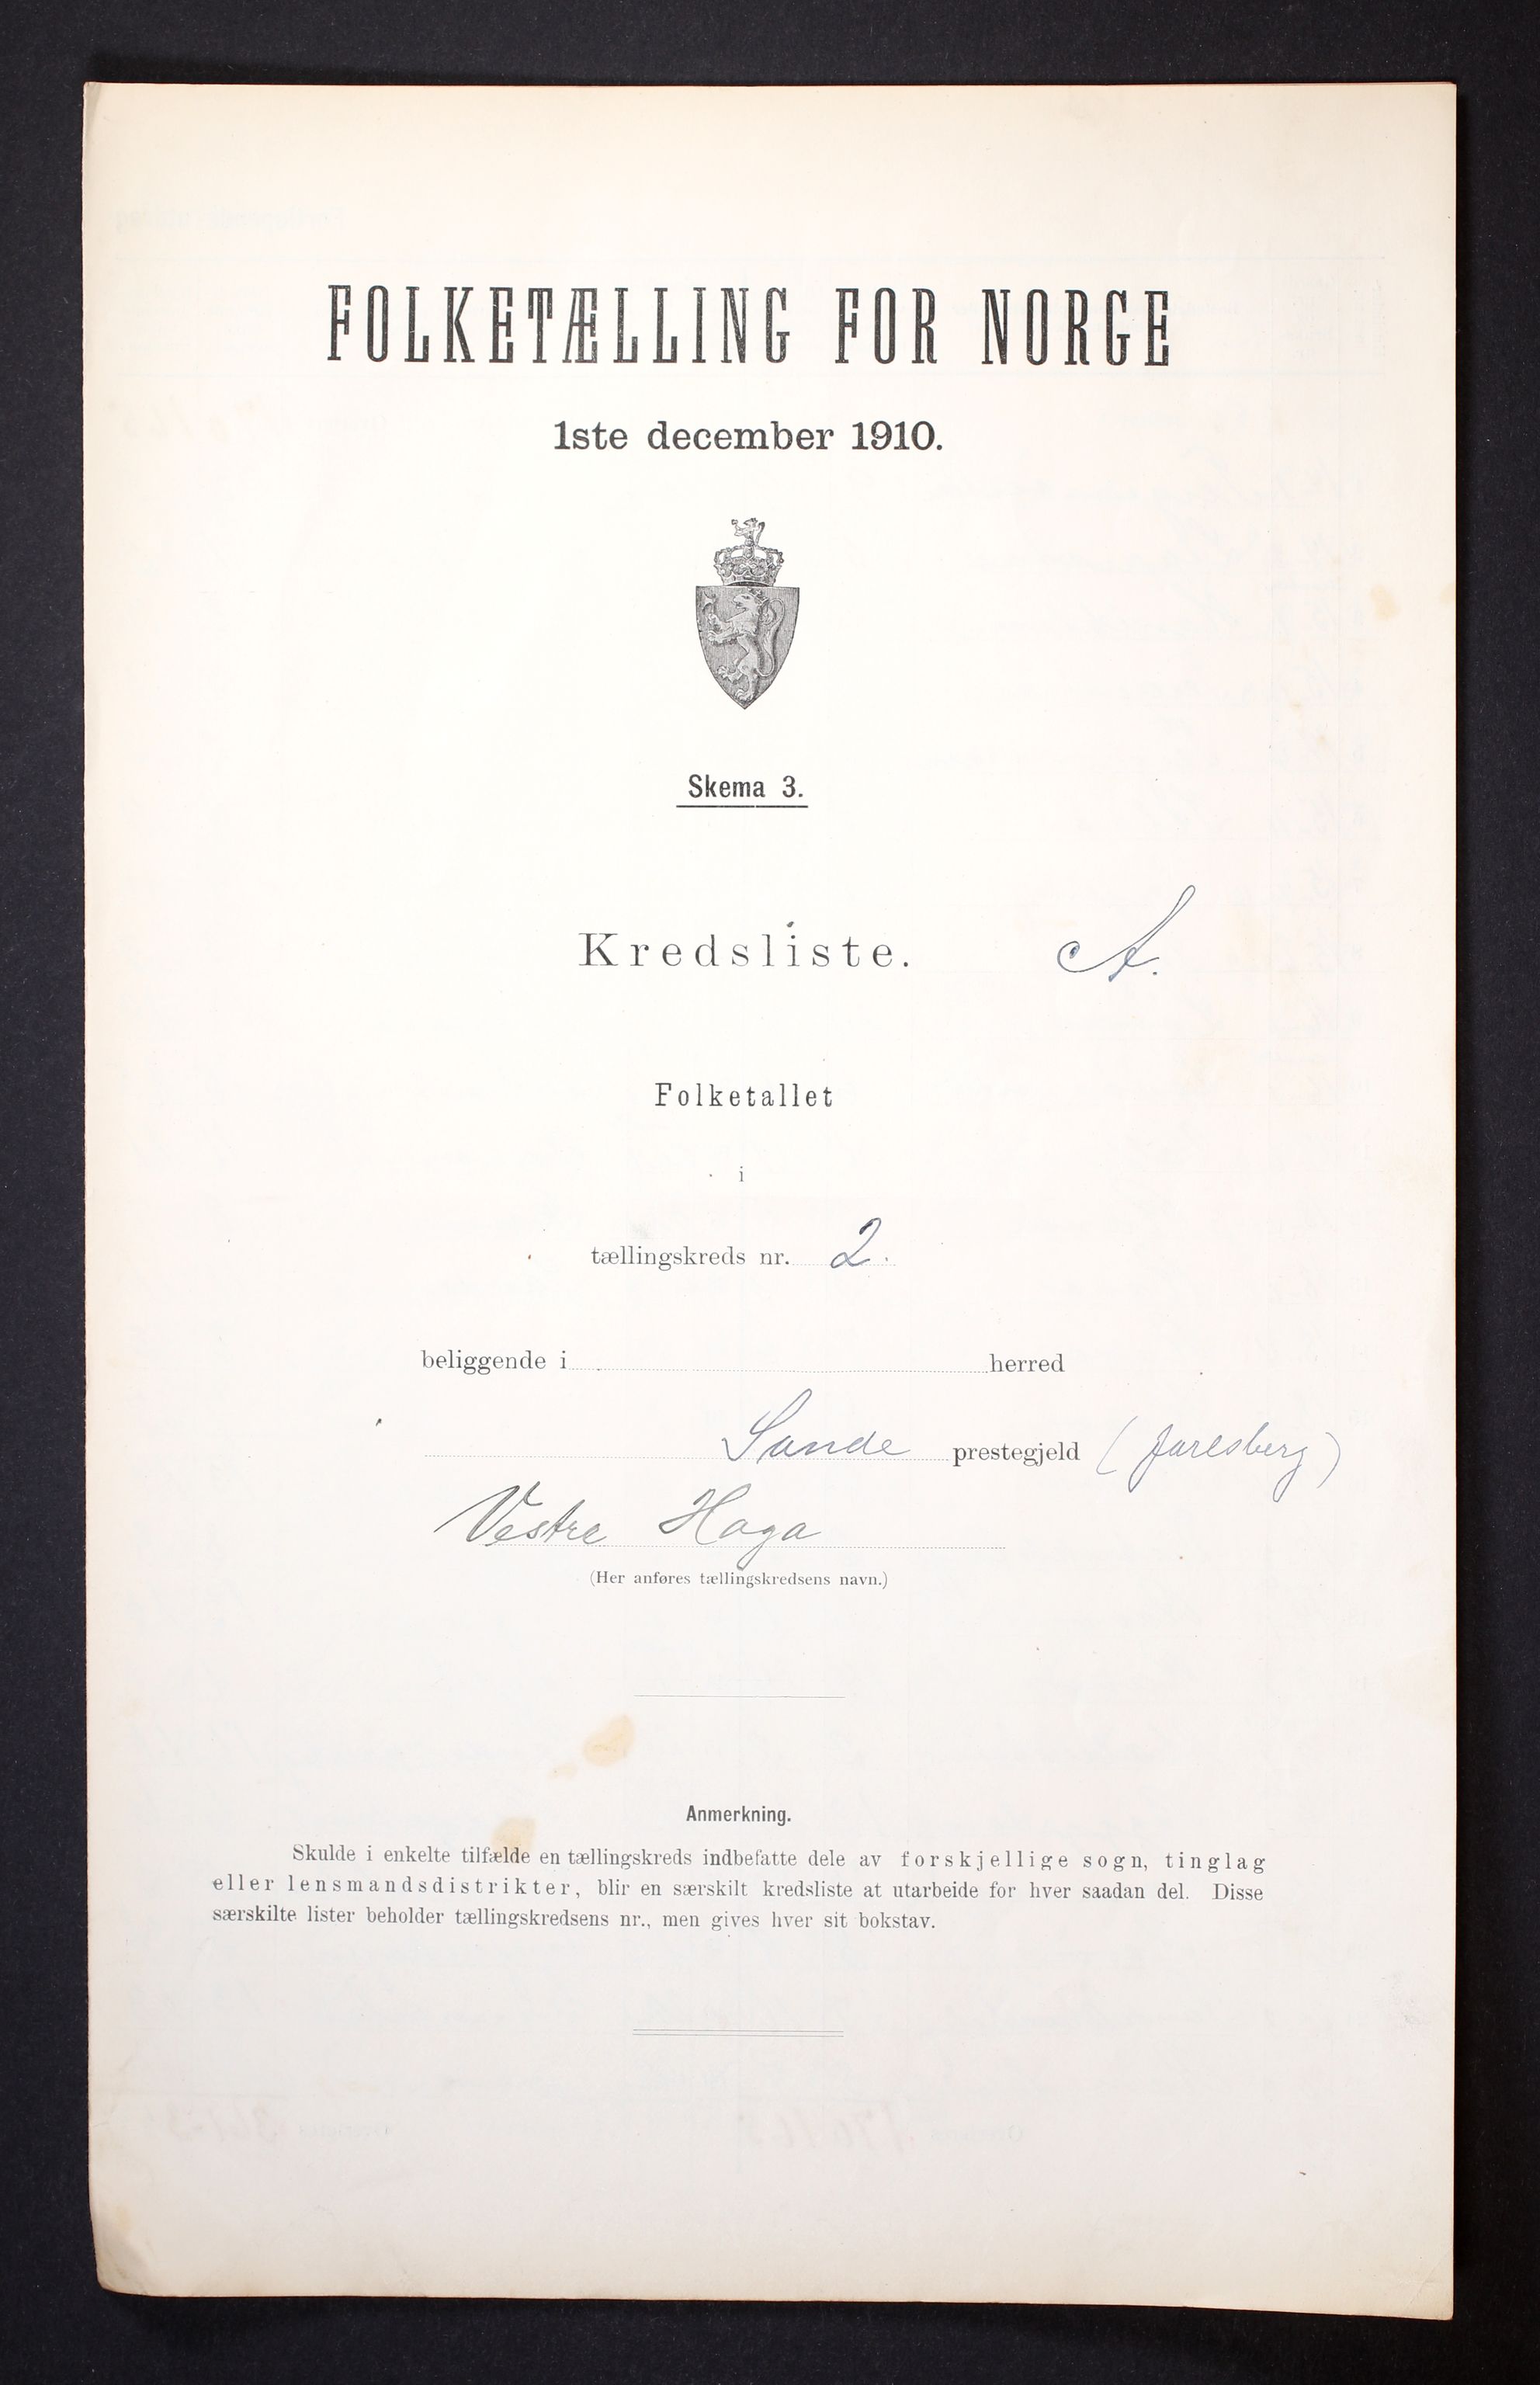 FOLKETÆLLING FOR NORGE
1ste december 1910.
Skema 3.
Kredsliste. A.
Folketallet
i
tællingskreds nr. 2.
beliggende i herred
Sande prestegjeld (Jarlsberg)
Vestre Haga
(Her anføres tællingskredsens navn.)
Anmerkning.
Skulde i enkelte tilfælde en tællingskreds indbefatte dele av forskjellige sogn, tinglag
eller lensmandsdistrikter, blir en særskilt kredsliste at utarbeide for hver saadan del. Disse
særskilte lister beholder tællingskredsens nr., men gives hver sit bokstav.